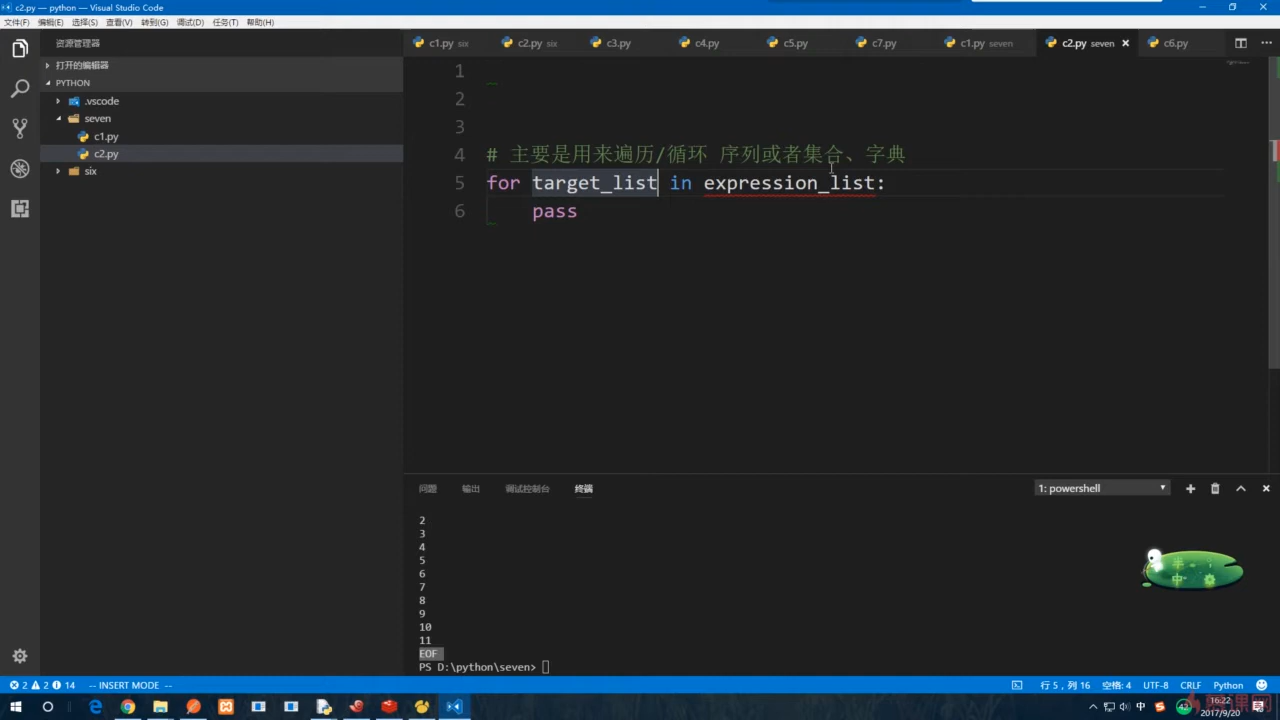 c2.py — python — Visual Studio Code
文件(F) 编辑(E) 选择(S) 查看(V) 转到(G) 调试(D) 任务(T) 帮助(H)
资源管理器
c1.py six c2.py six c3.py c4.py c5.py c7.py c1.py seven c2.py seven c6.py
打开的编辑器
PYTHON
.vscode
seven
c1.py
c2.py
six
1
2
3
4 # 主要是用来遍历/循环 序列或者集合、字典
5 for target_list in expression_list:
6 pass
问题 输出 调试控制台 终端 1: powershell
2
3
4
5
6
7
8
9
10
11
EOF
PS D:\python\seven>
半
中
2 2 14 -- INSERT MODE -- 行 5，列 16 空格: 4 UTF-8 CRLF Python
中 42 16:22
2017/9/20